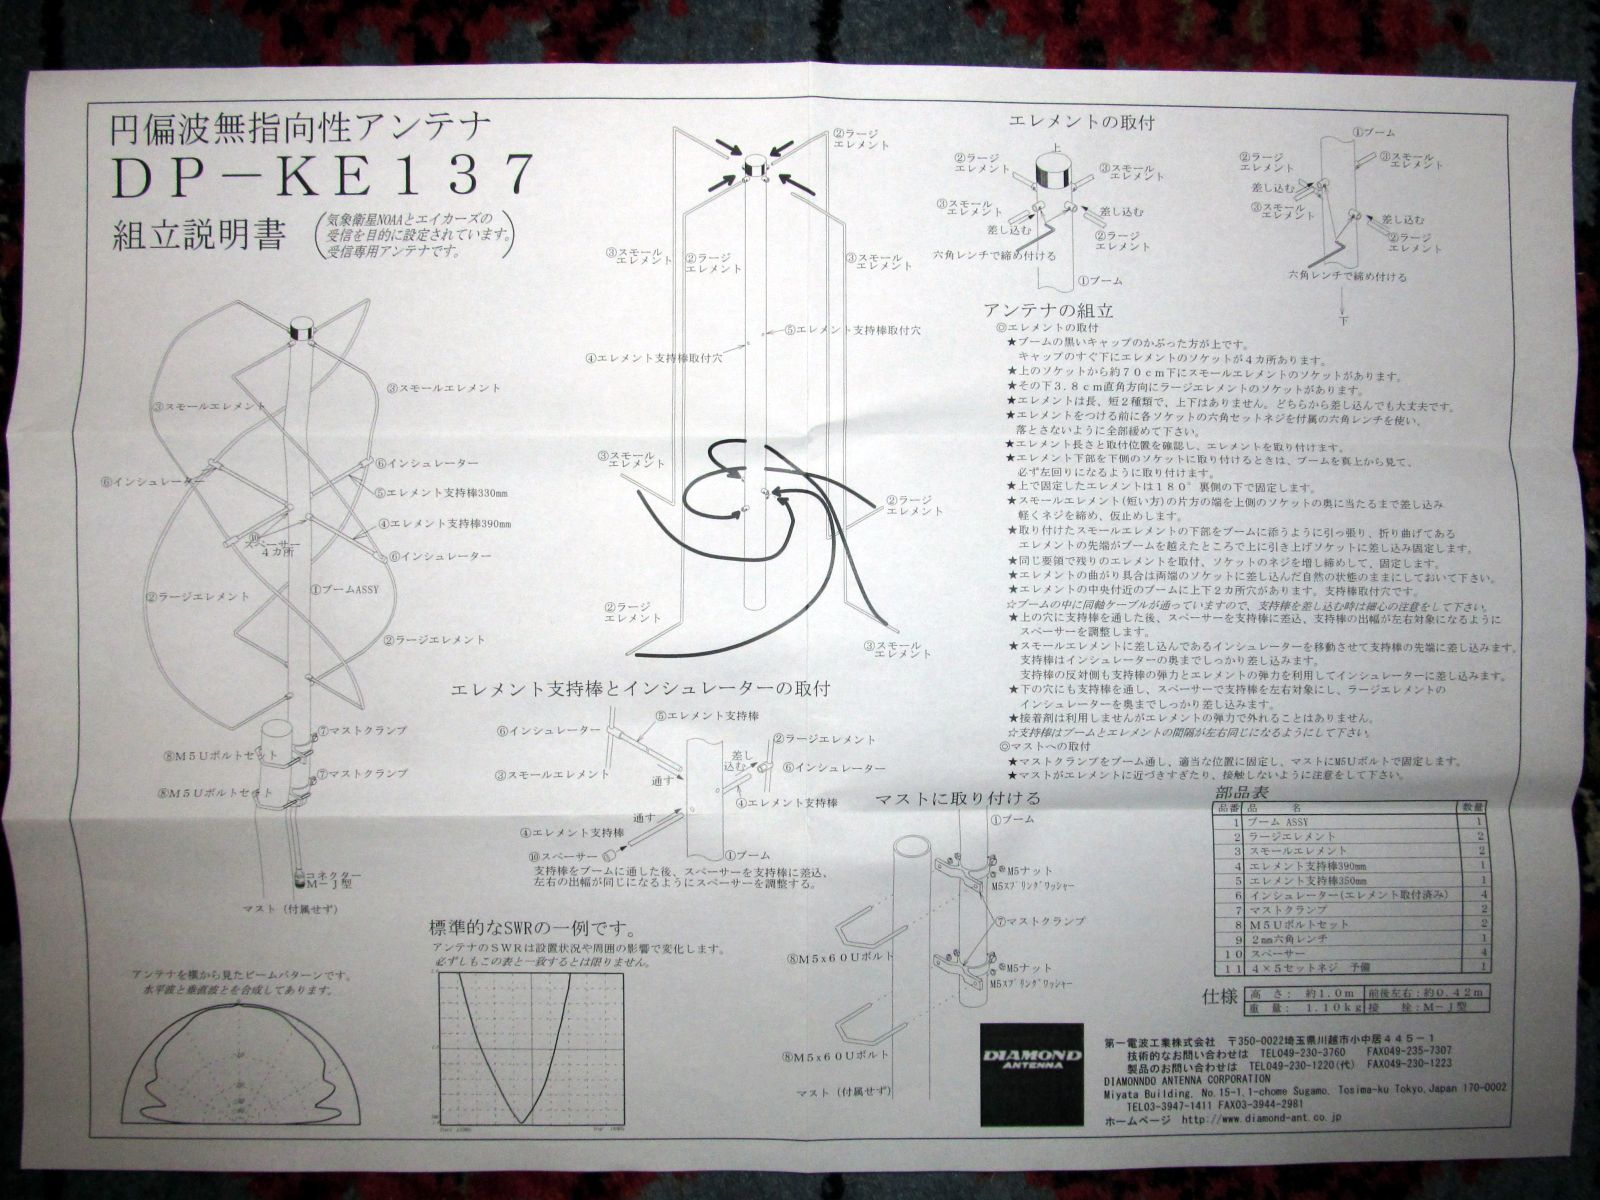 円偏波無指向性アンテナ
DP-KE137
組立説明書
気象衛星NOAAとエイカーズの
受信を目的に設定されています。
受信専用アンテナです。
③スモールエレメント
③スモールエレメント
⑥インシュレーター
⑥インシュレーター
⑤エレメント支持棒330mm
④エレメント支持棒390mm
⑩
スペーサー
4カ所
⑥インシュレーター
①ブームASSY
②ラージエレメント
②ラージエレメント
⑦マストクランプ
⑧M5Uボルトセット
⑦マストクランプ
⑧M5Uボルトセット
コネクター
M-J型
マスト(付属せず)
アンテナを横から見たビームパターンです。
水平波と垂直波とを合成してあります。
②ラージ
エレメント
③スモール
エレメント
②ラージ
エレメント
③スモール
エレメント
⑤エレメント支持棒取付穴
④エレメント支持棒取付穴
③スモール
エレメント
②ラージ
エレメント
②ラージ
エレメント
③スモール
エレメント
エレメント支持棒とインシュレーターの取付
⑤エレメント支持棒
⑥インシュレーター
②ラージエレメント
差し
込む
⑥インシュレーター
③スモールエレメント
通す
④エレメント支持棒
通す
④エレメント支持棒
⑩スペーサー
①ブーム
支持棒をブームに通した後、スペーサーを支持棒に差込、
左右の出幅が同じになるようにスペーサーを調整する。
標準的なSWRの一例です。
アンテナのSWRは設置状況や周囲の影響で変化します。
必ずしもこの表と一致するとは限りません。
エレメントの取付
上
②ラージ
エレメント
③スモール
エレメント
③スモール
エレメント
差し込む
差し込む
②ラージ
エレメント
六角レンチで締め付ける
①ブーム
①ブーム
②ラージ
エレメント
③スモール
エレメント
差し込む
③スモール
エレメント
差し込む
②ラージ
エレメント
六角レンチで締め付ける
下
アンテナの組立
◎エレメントの取付
★ブームの黒いキャップのかぶった方が上です。
キャップのすぐ下にエレメントのソケットが4カ所あります。
★上のソケットから約70cm下にスモールエレメントのソケットがあります。
★その下3.8cm直角方向にラージエレメントのソケットがあります。
★エレメントは長、短2種類で、上下はありません。どちらから差し込んでも大丈夫です。
★エレメントをつける前に各ソケットの六角セットネジを付属の六角レンチを使い、
落とさないように全部緩めて下さい。
★エレメント長さと取付位置を確認し、エレメントを取り付けます。
★エレメント下部を下側のソケットに取り付けるときは、ブームを真上から見て、
必ず左回りになるように取り付けます。
★上で固定したエレメントは180°裏側の下で固定します。
★スモールエレメント(短い方)の片方の端を上側のソケットの奥に当たるまで差し込み
軽くネジを締め、仮止めします。
★取り付けたスモールエレメントの下部をブームに添うように引っ張り、折り曲げてある
エレメントの先端がブームを越えたところで上に引き上げソケットに差し込み固定します。
★同じ要領で残りのエレメントを取付、ソケットのネジを増し締めして、固定します。
★エレメントの曲がり具合は両端のソケットに差し込んだ自然の状態のままにしておいて下さい。
★エレメントの中央付近のブームに上下2カ所穴があります。支持棒取付穴です。
☆ブームの中に同軸ケーブルが通っていますので、支持棒を差し込む時は細心の注意をして下さい。
★上の穴に支持棒を通した後、スペーサーを支持棒に差込、支持棒の出幅が左右対象になるように
スペーサーを調整します。
★スモールエレメントに差し込んであるインシュレーターを移動させて支持棒の先端に差し込みます。
支持棒はインシュレーターの奥までしっかり差し込みます。
支持棒の反対側も支持棒の弾力とエレメントの弾力を利用してインシュレーターに差し込みます。
★下の穴にも支持棒を通し、スペーサーで支持棒を左右対象にし、ラージエレメントの
インシュレーターを奥までしっかり差し込みます。
★接着剤は利用しませんがエレメントの弾力で外れることはありません。
☆支持棒はブームとエレメントの間隔が左右同じになるようにして下さい。
◎マストへの取付
★マストクランプをブーム通し、適当な位置に固定し、マストにM5Uボルトで固定します。
★マストがエレメントに近づきすぎたり、接触しないように注意をして下さい。
マストに取り付ける
①ブーム
M5ナット
M5スプリングワッシャー
⑦マストクランプ
⑧M5x60Uボルト
M5ナット
M5スプリングワッシャー
⑧M5x60Uボルト
マスト(付属せず)
部品表
品番 品 名 数量
1 ブーム ASSY 1
2 ラージエレメント 2
3 スモールエレメント 2
4 エレメント支持棒390mm 1
5 エレメント支持棒350mm 1
6 インシュレーター(エレメント取付済み) 4
7 マストクランプ 2
8 M5Uボルトセット 2
9 2mm六角レンチ 1
10 スペーサー 4
11 4×5セットネジ 予備 1
仕様
高さ: 約1.0m 前後左右:約0.42m
重量: 1.10kg 接 栓:M-J型
DIAMOND
ANTENNA
第一電波工業株式会社 〒350-0022埼玉県川越市小中居445-1
技術的なお問い合わせは TEL049-230-3760 FAX049-235-7307
製品のお問い合わせは TEL049-230-1220(代) FAX049-230-1223
DIAMONNDO ANTENNA CORPORATION
Miyata Building, No.15-1,1-chome Sugamo, Tosima-ku Tokyo,Japan 170-0002
TEL03-3947-1411 FAX03-3944-2981
ホームページ http://www.diamond-ant.co.jp